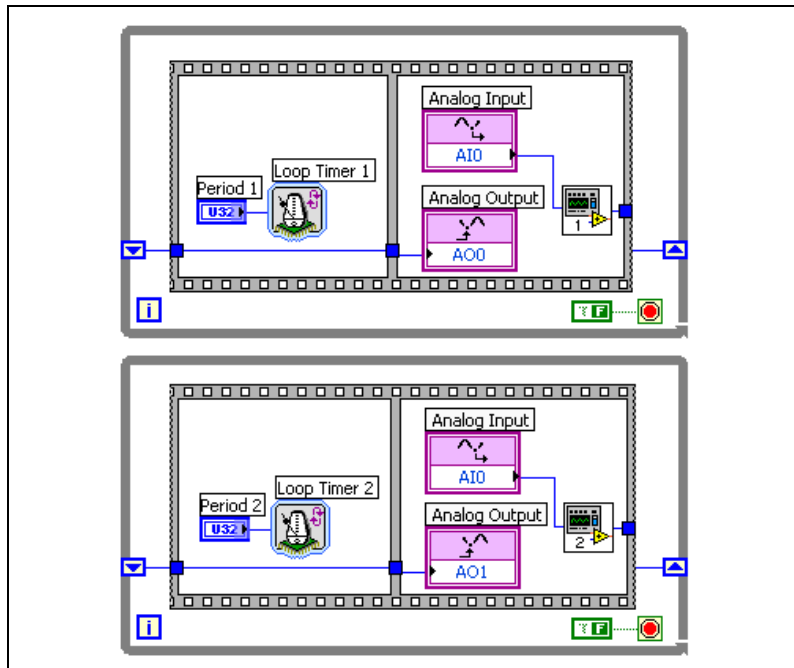 Analog Input
AI0
Loop Timer 1
Period 1
U32
Analog Output
AO0
1
i
F
Analog Input
AI0
Loop Timer 2
Period 2
U32
Analog Output
AO1
2
i
F